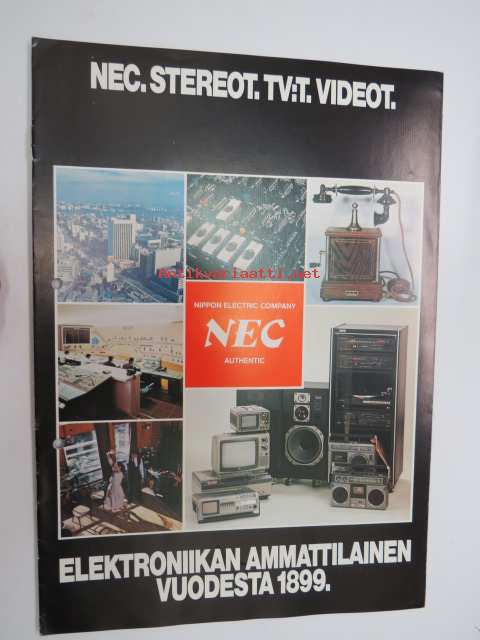 NEC. STEREOT. TV:T. VIDEOT.
Antikvariaatti.net
NIPPON ELECTRIC COMPANY
NEC
AUTHENTIC
ELEKTRONIIKAN AMMATTILAINEN
VUODESTA 1899.